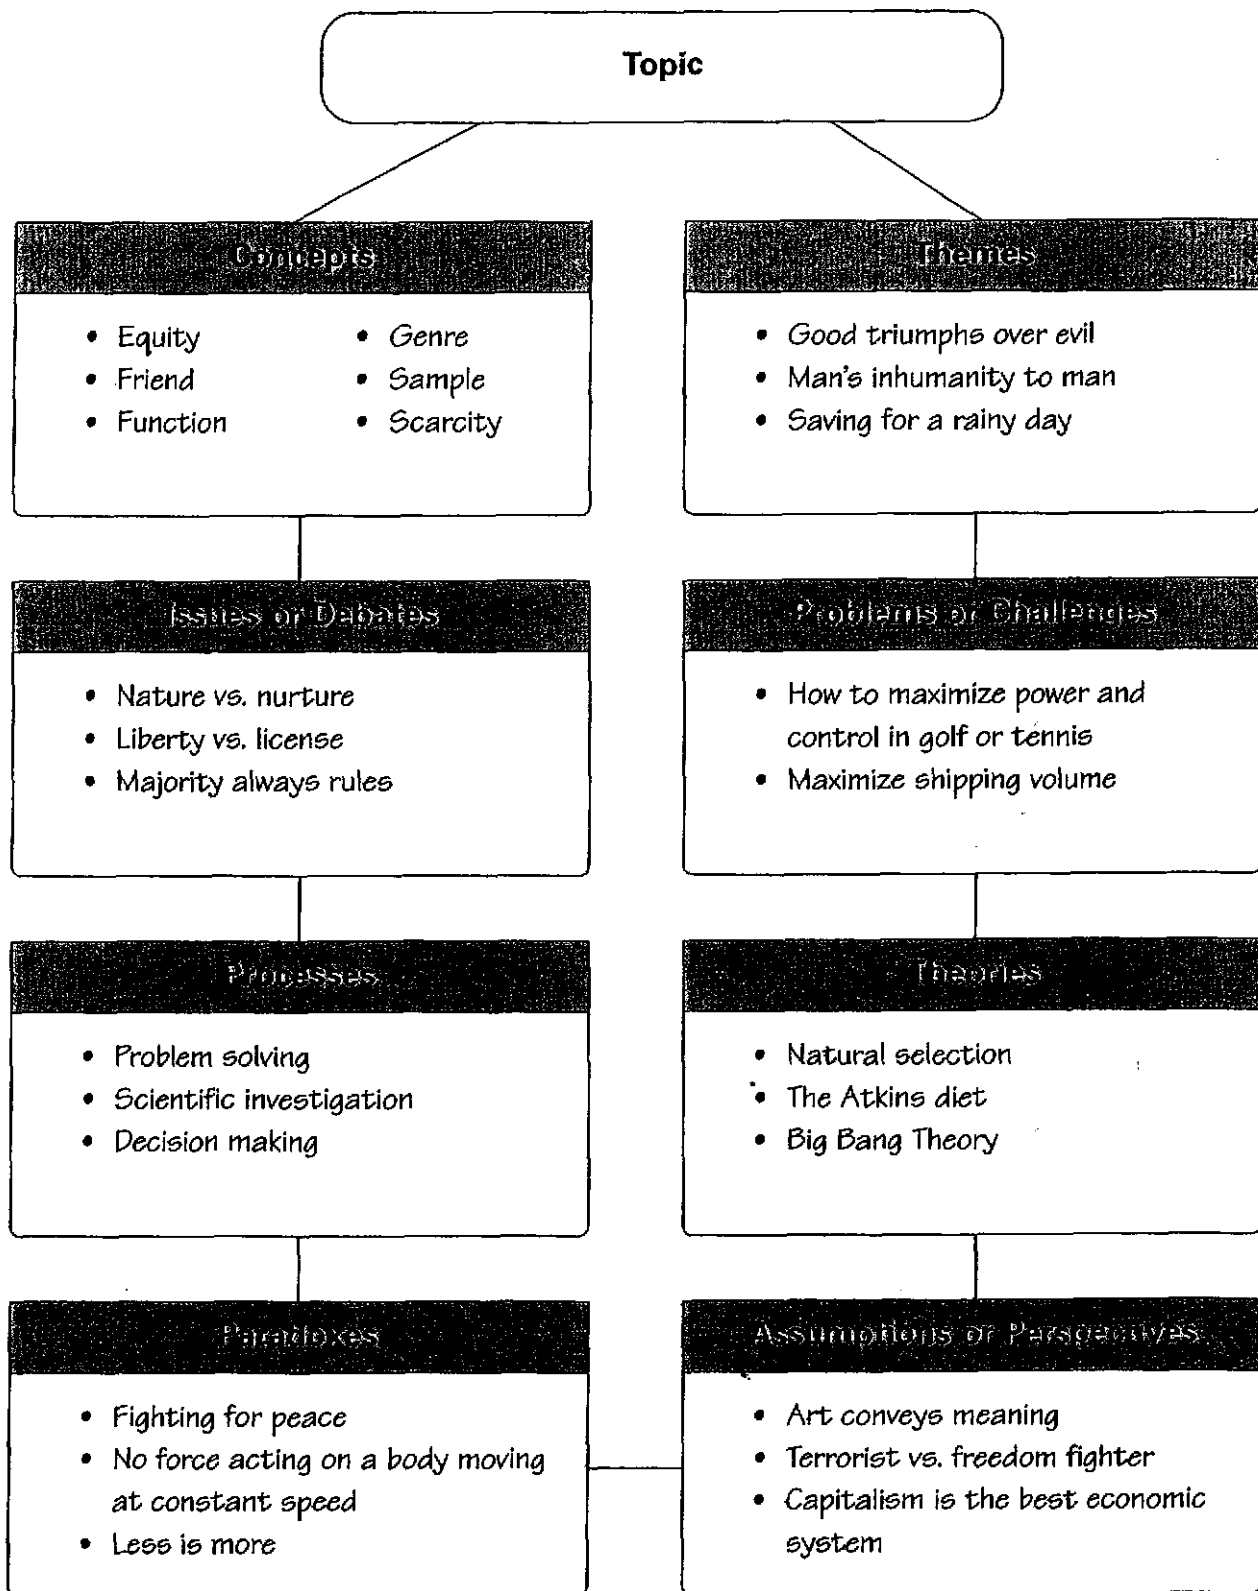 Topic
Concepts
• Equity
• Friend
• Function
• Genre
• Sample
• Scarcity
Themes
• Good triumphs over evil
• Man's inhumanity to man
• Saving for a rainy day
Issues or Debates
• Nature vs. nurture
• Liberty vs. license
• Majority always rules
Problems or Challenges
• How to maximize power and
control in golf or tennis
• Maximize shipping volume
Processes
• Problem solving
• Scientific investigation
• Decision making
Theories
• Natural selection
• The Atkins diet
• Big Bang Theory
Paradoxes
• Fighting for peace
• No force acting on a body moving
at constant speed
• Less is more
Assumptions or Perspectives
• Art conveys meaning
• Terrorist vs. freedom fighter
• Capitalism is the best economic
system